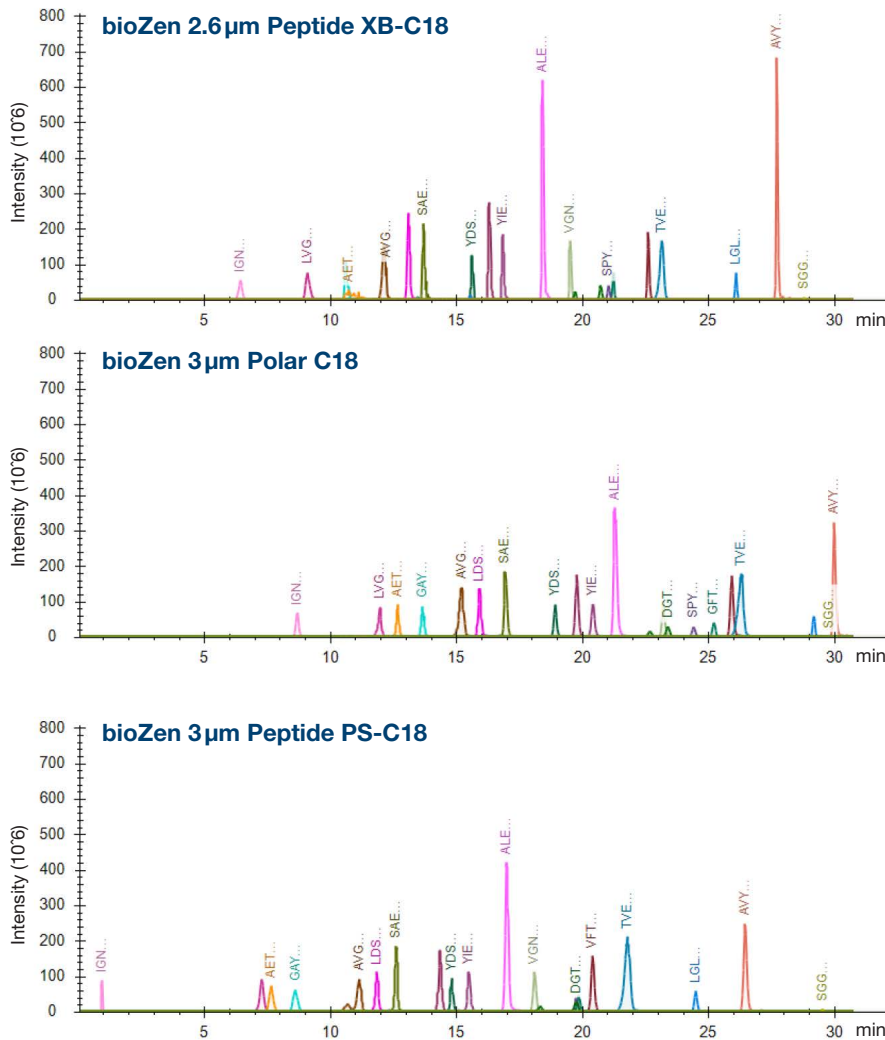 bioZen 2.6 µm Peptide XB-C18
Intensity (10^6)
800
700
600
500
400
300
200
100
0
IGN...
LVG...
AET...
AVG...
SAE...
YDS...
YIE...
ALE...
VGN...
SPY...
TVE...
LGL...
AVY...
SGG...
5 10 15 20 25 30 min
bioZen 3 µm Polar C18
Intensity (10^6)
800
700
600
500
400
300
200
100
0
IGN...
LVG...
AET...
GAY...
AVG...
LDS...
SAE...
YDS...
YIE...
ALE...
DGT...
SPY...
GFT...
TVE...
SGG...
AVY...
5 10 15 20 25 30 min
bioZen 3 µm Peptide PS-C18
Intensity (10^6)
800
700
600
500
400
300
200
100
0
IGN...
AET...
GAY...
AVG...
LDS...
SAE...
YDS...
YIE...
ALE...
VGN...
DGT...
VFT...
TVE...
LGL...
AVY...
SGG...
5 10 15 20 25 30 min